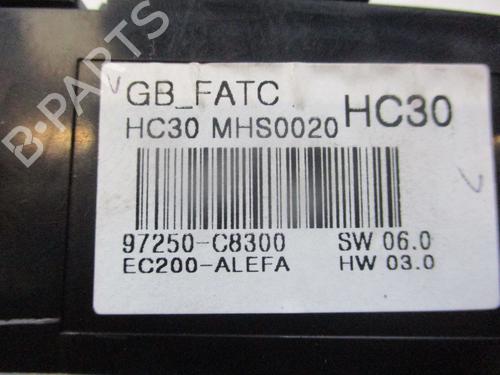 GB_FATC
HC30
HC30 MHS0020
97250-C8300 SW 06.0
EC200-ALEFA HW 03.0
B-PARTS